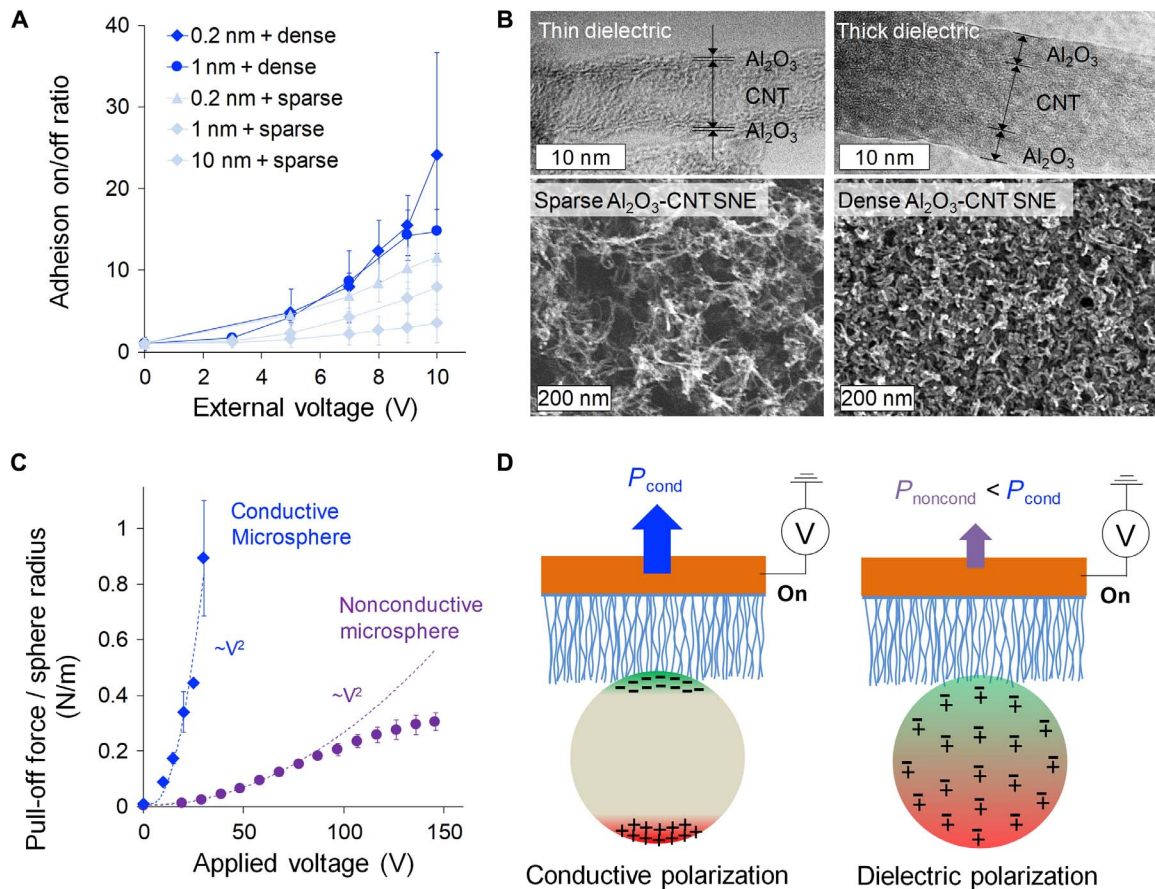 A
Adheison on/off ratio
40
30
20
10
0
0.2 nm + dense
1 nm + dense
0.2 nm + sparse
1 nm + sparse
10 nm + sparse
0 2 4 6 8 10
External voltage (V)
B
Thin dielectric
Al₂O₃
CNT
Al₂O₃
10 nm
Thick dielectric
Al₂O₃
CNT
Al₂O₃
10 nm
Sparse Al₂O₃-CNT SNE
200 nm
Dense Al₂O₃-CNT SNE
200 nm
C
Pull-off force / sphere radius
(N/m)
1
0.8
0.6
0.4
0.2
0
Conductive
Microsphere
~V²
Nonconductive
microsphere
~V²
0 50 100 150
Applied voltage (V)
D
P_cond
V
On
Conductive polarization
P_noncond < P_cond
V
On
Dielectric polarization